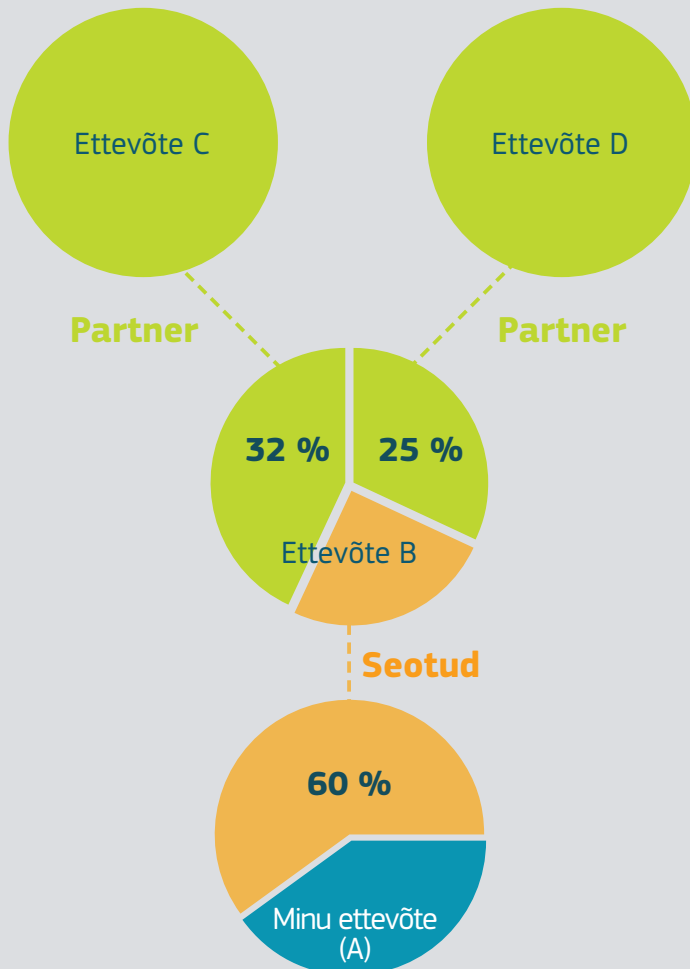 Ettevõte C
Ettevõte D
Partner
Partner
32 %
25 %
Ettevõte B
Seotud
60 %
Minu ettevõte
(A)